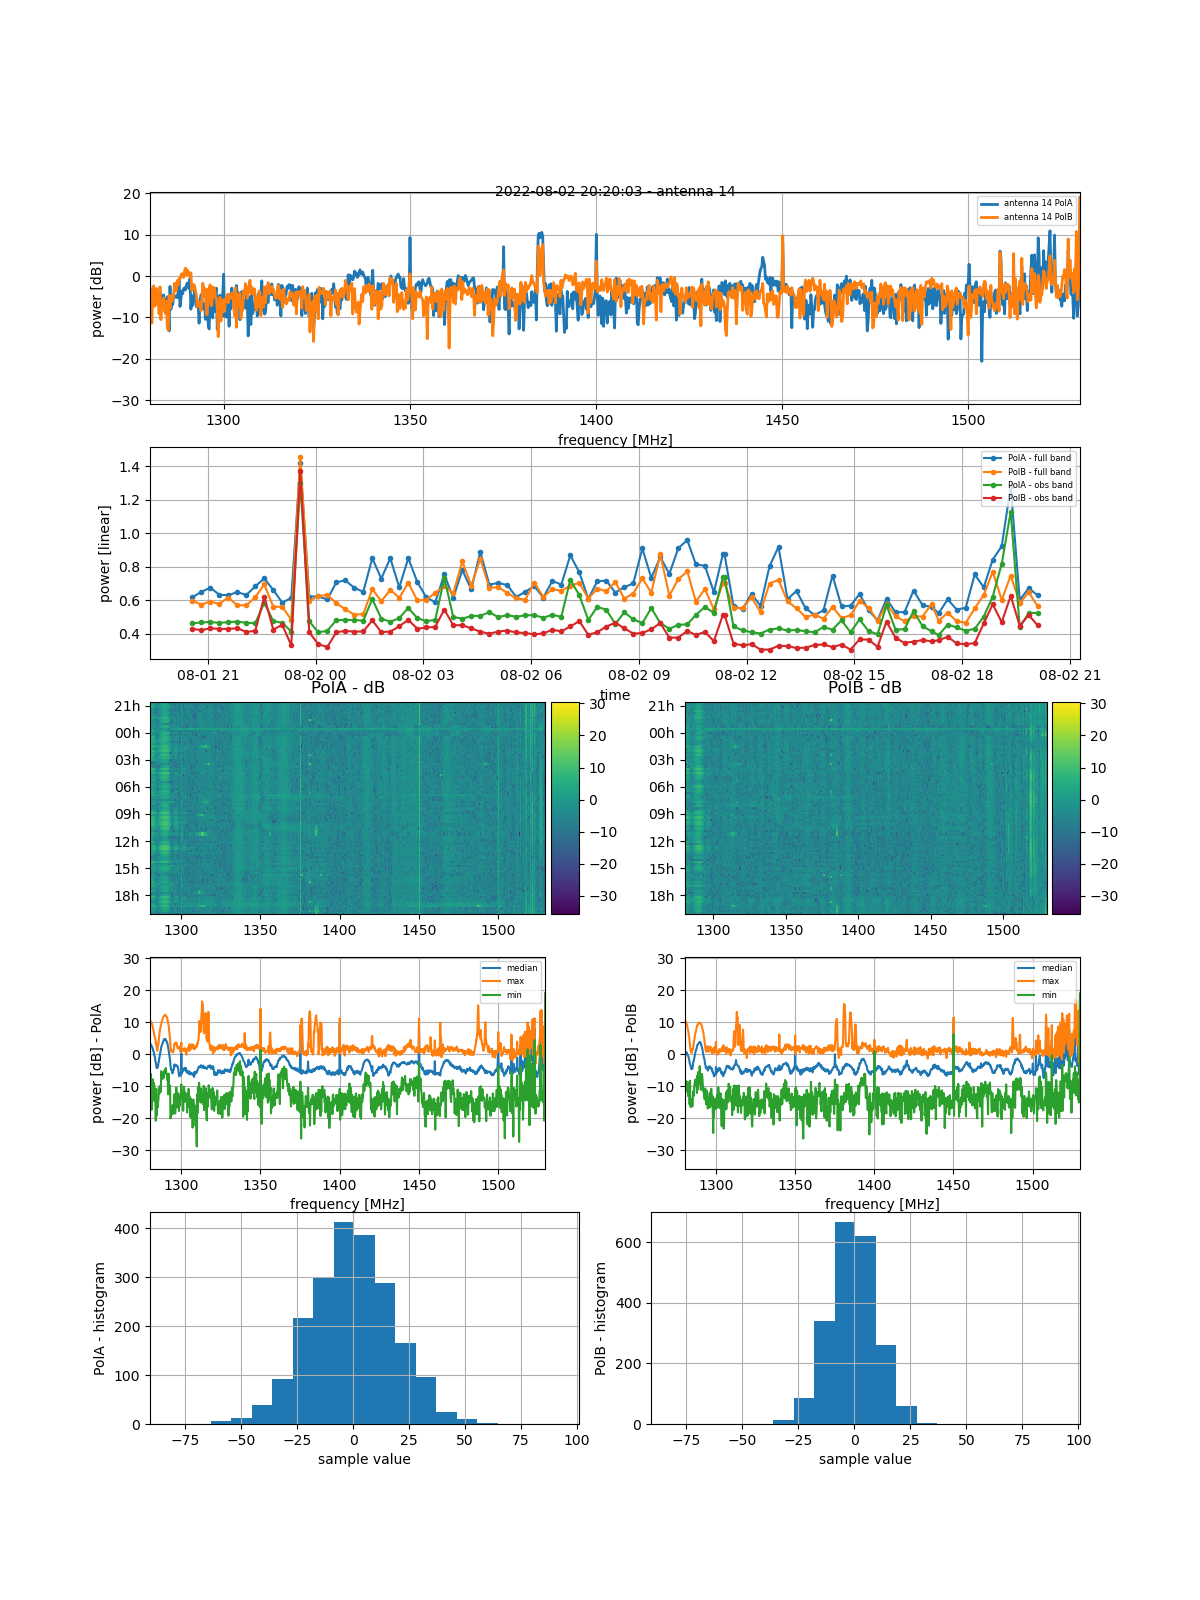 2022-08-02 20:20:03 - antenna 14
power [dB]
20
10
0
−10
−20
−30
antenna 14 PolA
antenna 14 PolB
1300 1350 1400 1450 1500
frequency [MHz]
power [linear]
1.4
1.2
1.0
0.8
0.6
0.4
PolA - full band
PolB - full band
PolA - obs band
PolB - obs band
08-01 21 08-02 00 08-02 03 08-02 06 08-02 09 08-02 12 08-02 15 08-02 18 08-02 21
time
PolA - dB
21h
00h
03h
06h
09h
12h
15h
18h
1300 1350 1400 1450 1500
30
20
10
0
−10
−20
−30
PolB - dB
21h
00h
03h
06h
09h
12h
15h
18h
1300 1350 1400 1450 1500
30
20
10
0
−10
−20
−30
power [dB] - PolA
30
20
10
0
−10
−20
−30
median
max
min
1300 1350 1400 1450 1500
frequency [MHz]
power [dB] - PolB
30
20
10
0
−10
−20
−30
median
max
min
1300 1350 1400 1450 1500
frequency [MHz]
PolA - histogram
400
300
200
100
0
−75 −50 −25 0 25 50 75 100
sample value
PolB - histogram
600
400
200
0
−75 −50 −25 0 25 50 75 100
sample value